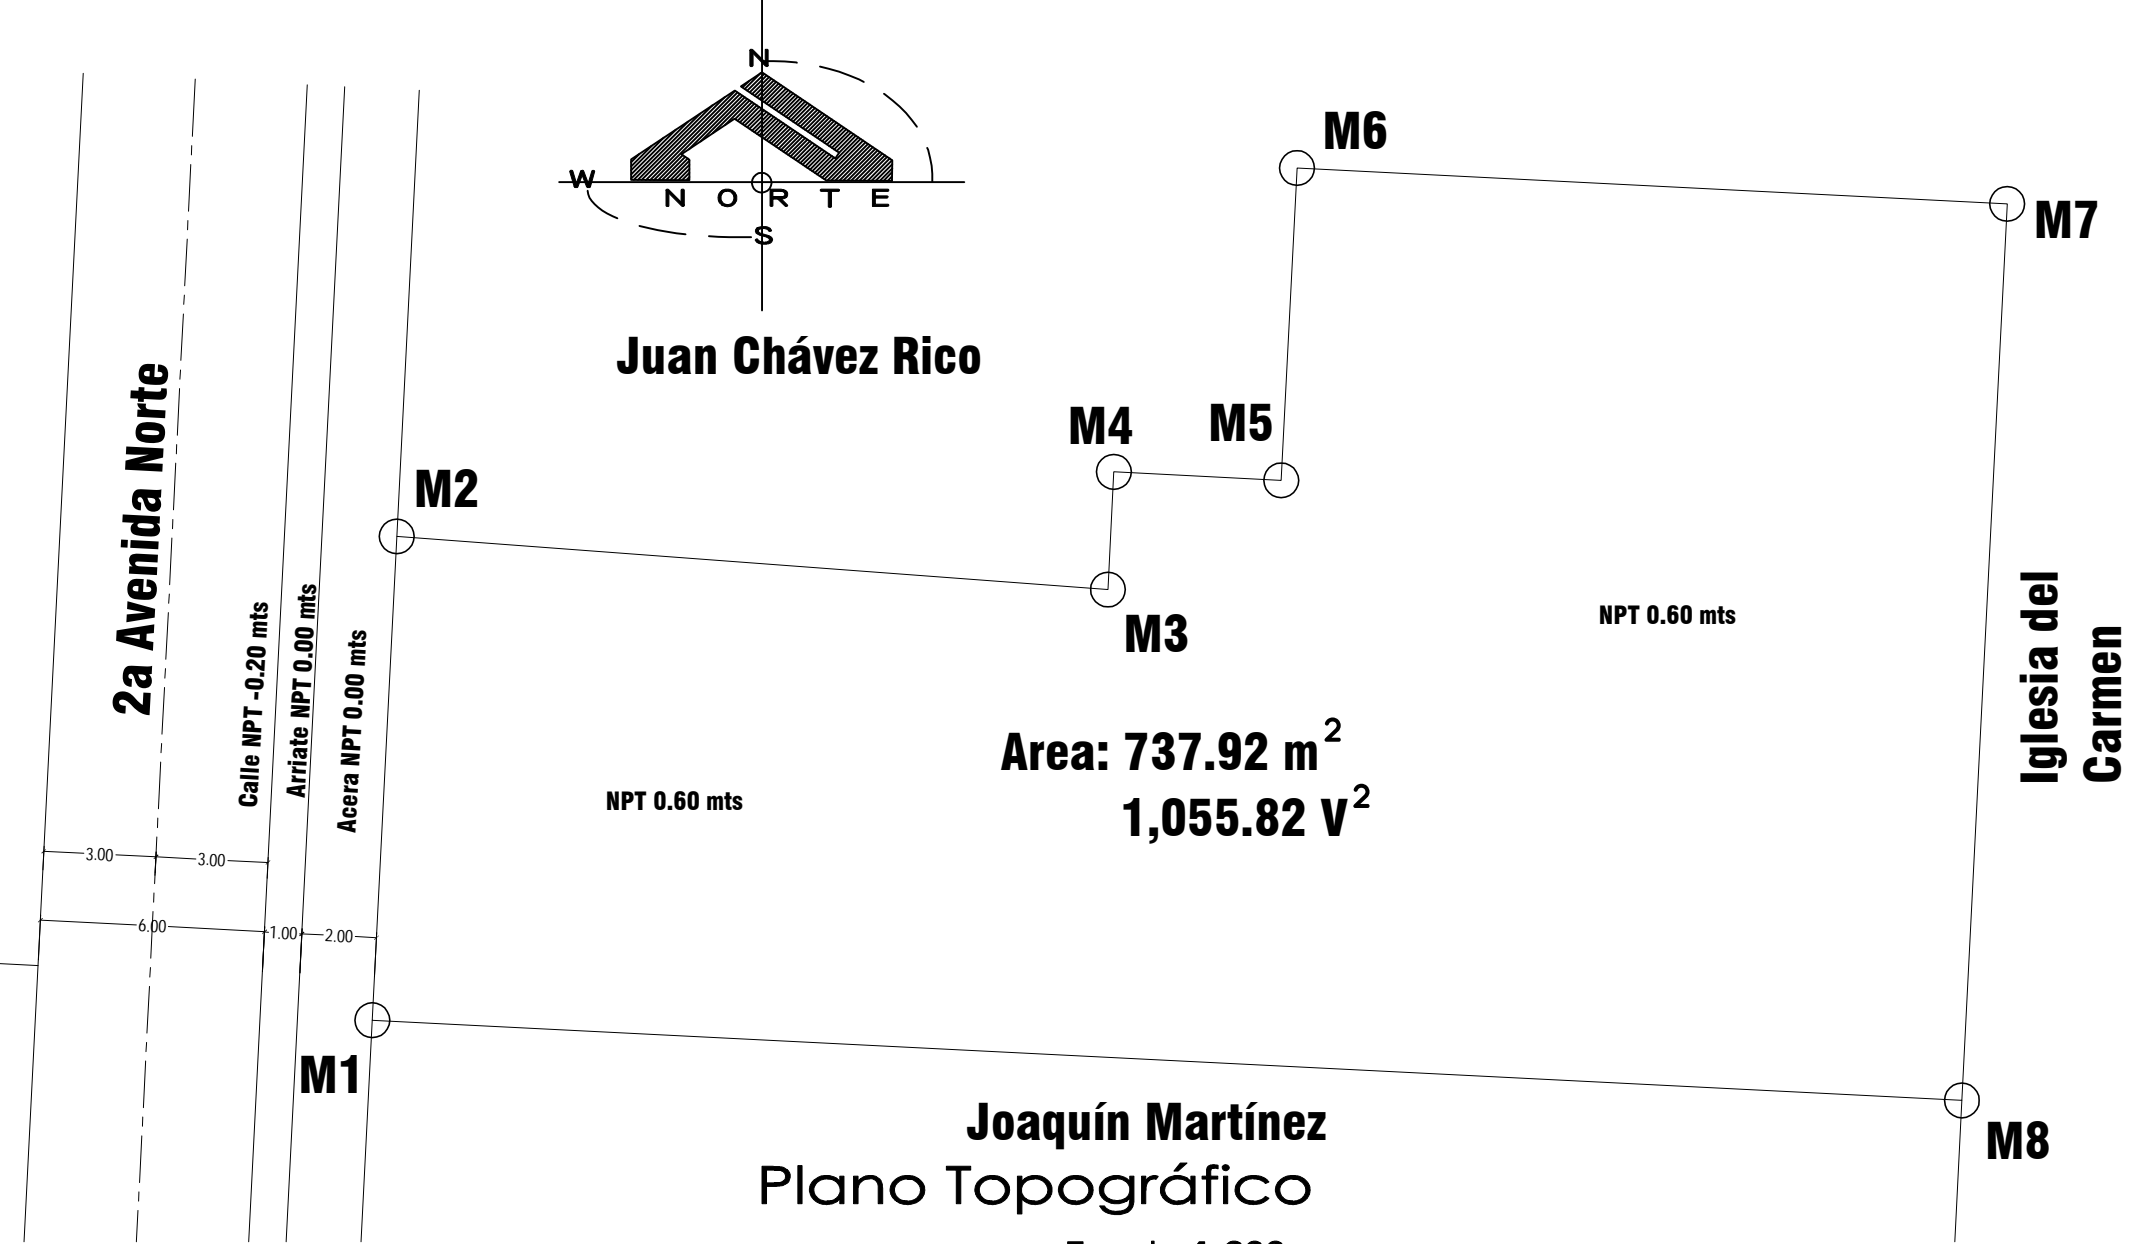 N
W
N O R T E
S
M6
M7
Juan Chávez Rico
M4
M5
M2
M3
2a Avenida Norte
Calle NPT -0.20 mts
Arriate NPT 0.00 mts
Acera NPT 0.00 mts
NPT 0.60 mts
Iglesia del
Carmen
Area: 737.92 m²
1,055.82 V²
NPT 0.60 mts
3.00
3.00
6.00
1.00
2.00
M1
M8
Joaquín Martínez
Plano Topográfico